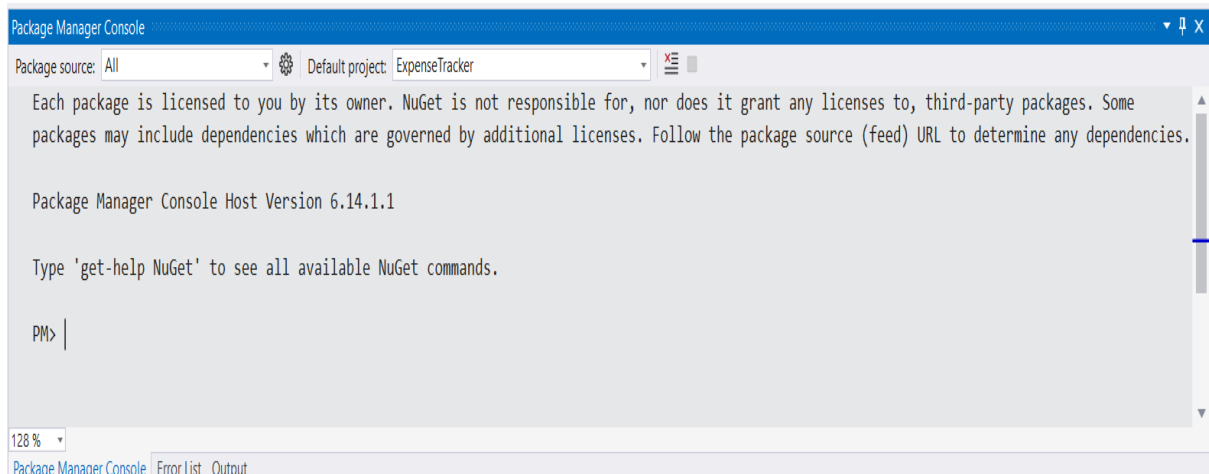 Package Manager Console
Package source: All Default project: ExpenseTracker
Each package is licensed to you by its owner. NuGet is not responsible for, nor does it grant any licenses to, third-party packages. Some
packages may include dependencies which are governed by additional licenses. Follow the package source (feed) URL to determine any dependencies.
Package Manager Console Host Version 6.14.1.1
Type 'get-help NuGet' to see all available NuGet commands.
PM>
128 %
Package Manager Console Error List Output